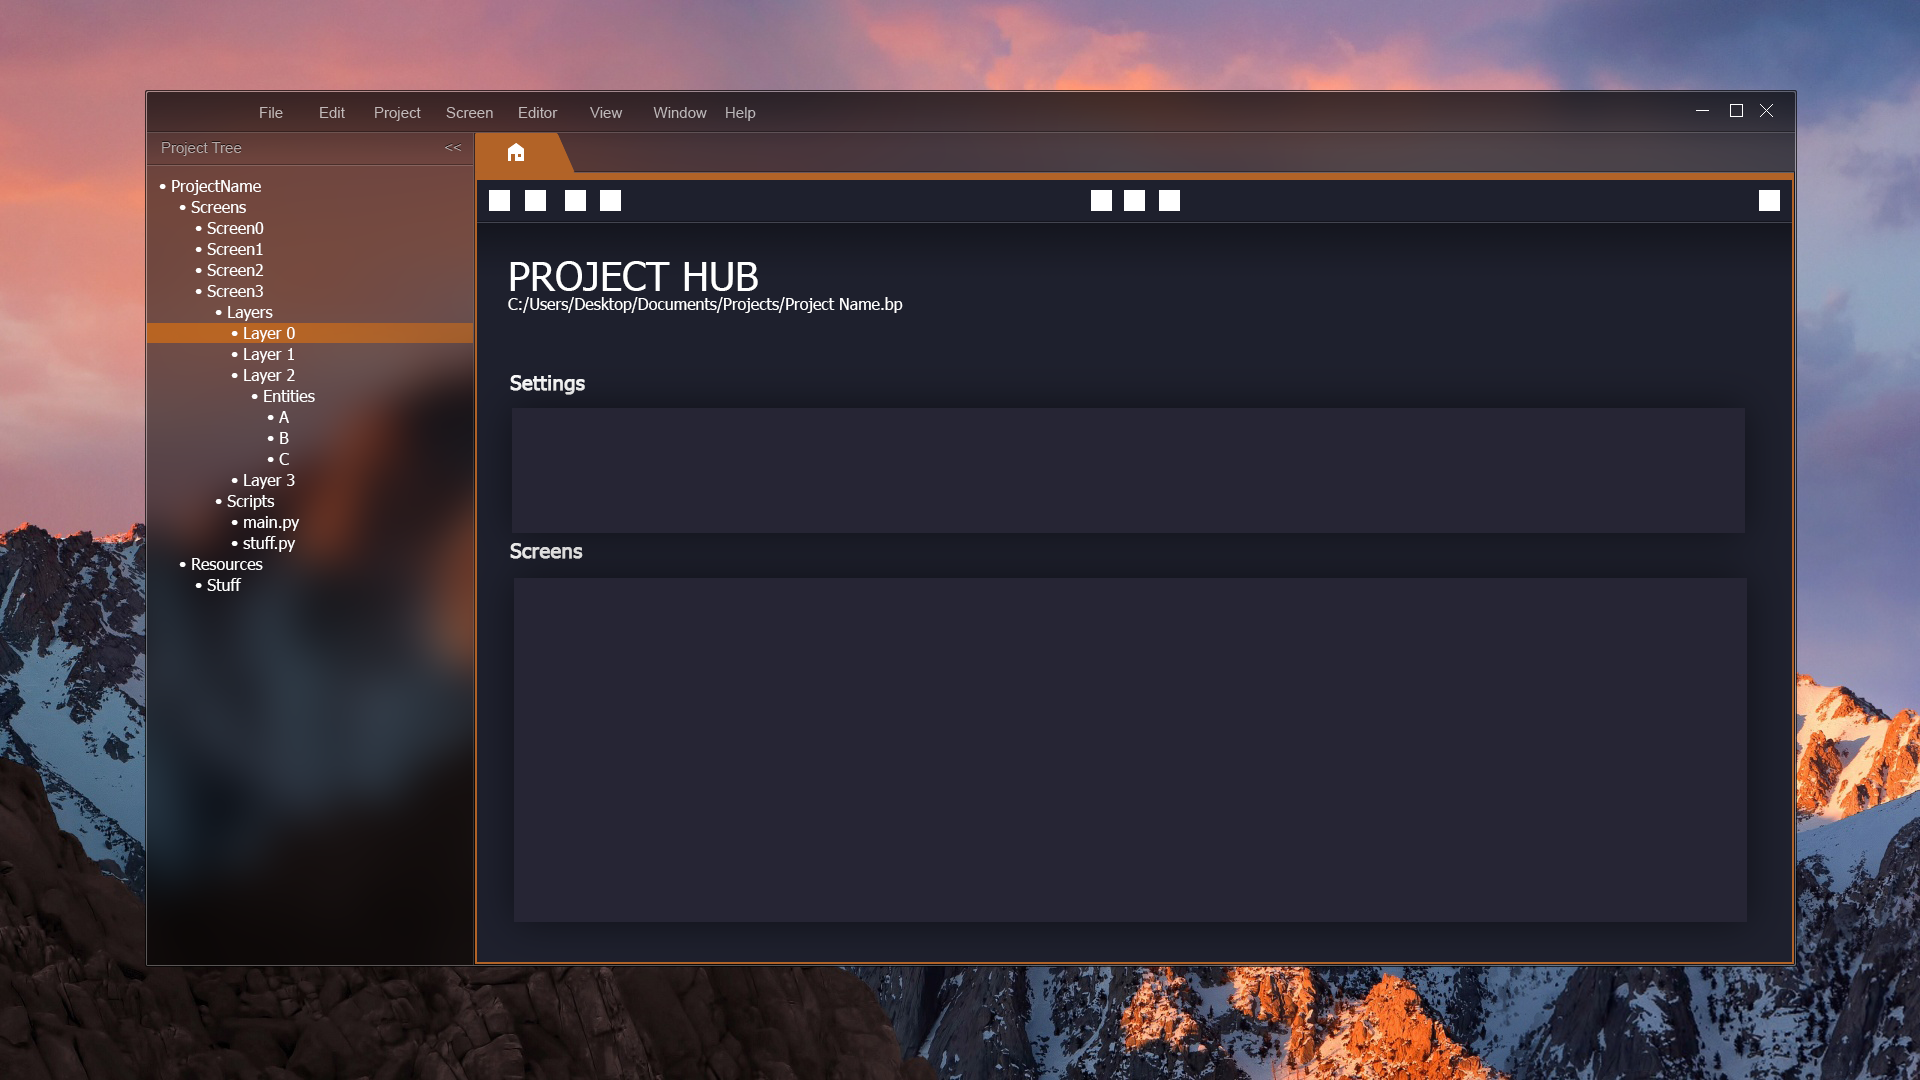 File Edit Project Screen Editor View Window Help
Project Tree <<
• ProjectName
• Screens
• Screen0
• Screen1
• Screen2
• Screen3
• Layers
• Layer 0
• Layer 1
• Layer 2
• Entities
• A
• B
• C
• Layer 3
• Scripts
• main.py
• stuff.py
• Resources
• Stuff
PROJECT HUB
C:/Users/Desktop/Documents/Projects/Project Name.bp
Settings
Screens